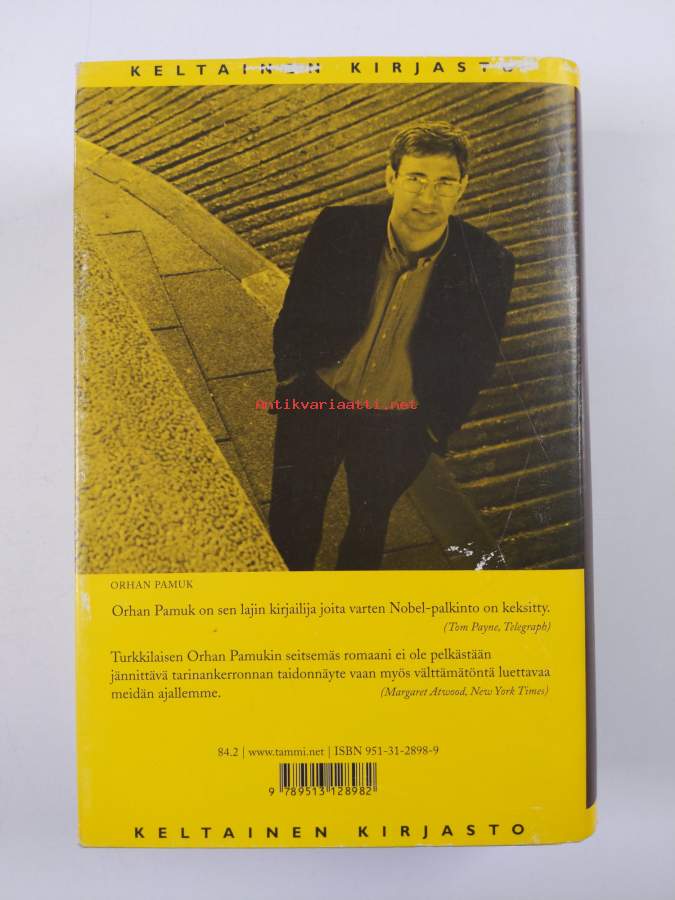 KELTAINEN KIRJASTO
Antikvariaatti.net
ORHAN PAMUK
Orhan Pamuk on sen lajin kirjailija joita varten Nobel-palkinto on keksitty.
(Tom Payne, Telegraph)
Turkkilaisen Orhan Pamukin seitsemäs romaani ei ole pelkästään
jännittävä tarinankerronnan taidonnäyte vaan myös välttämätöntä luettavaa
meidän ajallemme. (Margaret Atwood, New York Times)
84.2 | www.tammi.net | ISBN 951-31-2898-9
9 789513 128982
KELTAINEN KIRJASTO